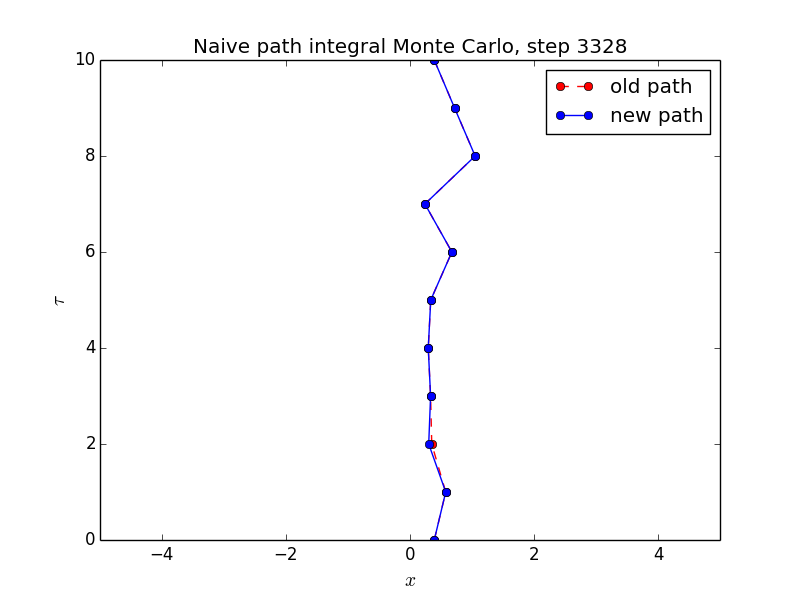 Naive path integral Monte Carlo, step 3328
old path
new path
10
8
6
4
2
0
τ
−4 −2 0 2 4
x